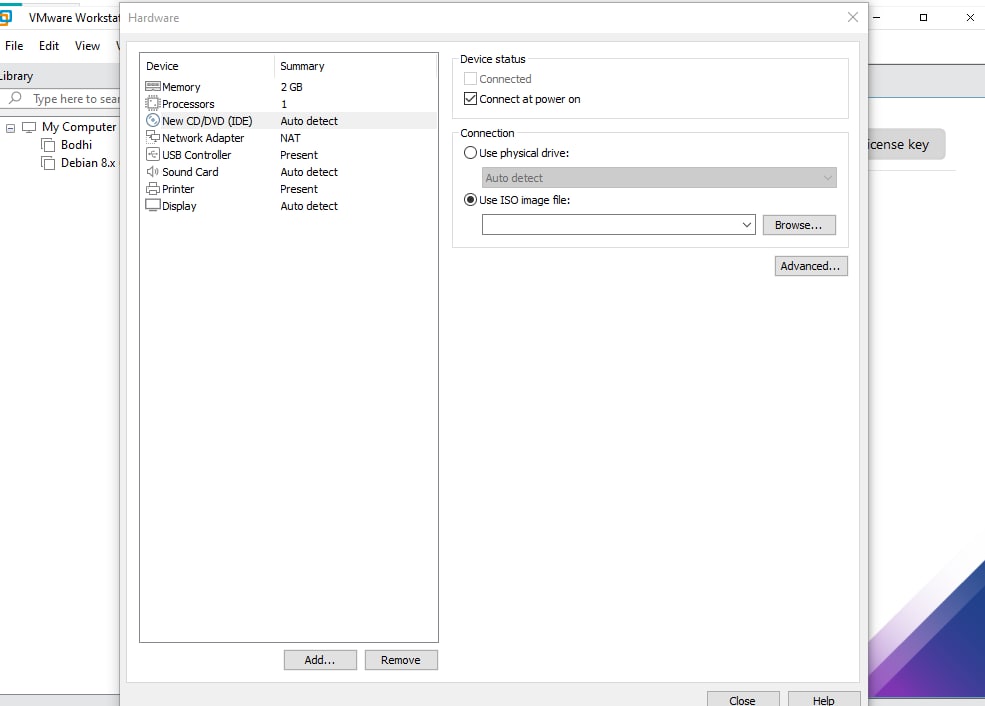 VMware Workstat
Hardware
File Edit View
Library
Type here to sear
My Computer
Bodhi
Debian 8.x
Device Summary
Memory 2 GB
Processors 1
New CD/DVD (IDE) Auto detect
Network Adapter NAT
USB Controller Present
Sound Card Auto detect
Printer Present
Display Auto detect
Add... Remove
Device status
Connected
Connect at power on
Connection
Use physical drive:
Auto detect
Use ISO image file:
Browse...
Advanced...
icense key
Close Help